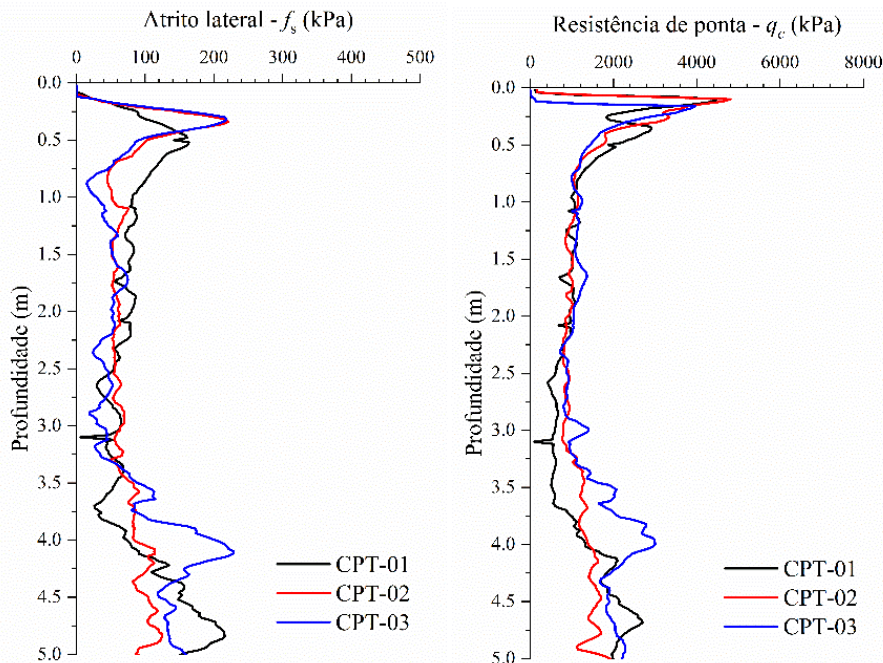 Atrito lateral - fs (kPa)
0 100 200 300 400 500
Profundidade (m)
0.0
0.5
1.0
1.5
2.0
2.5
3.0
3.5
4.0
4.5
5.0
CPT-01
CPT-02
CPT-03
Resistência de ponta - qc (kPa)
0 2000 4000 6000 8000
Profundidade (m)
0.0
0.5
1.0
1.5
2.0
2.5
3.0
3.5
4.0
4.5
5.0
CPT-01
CPT-02
CPT-03